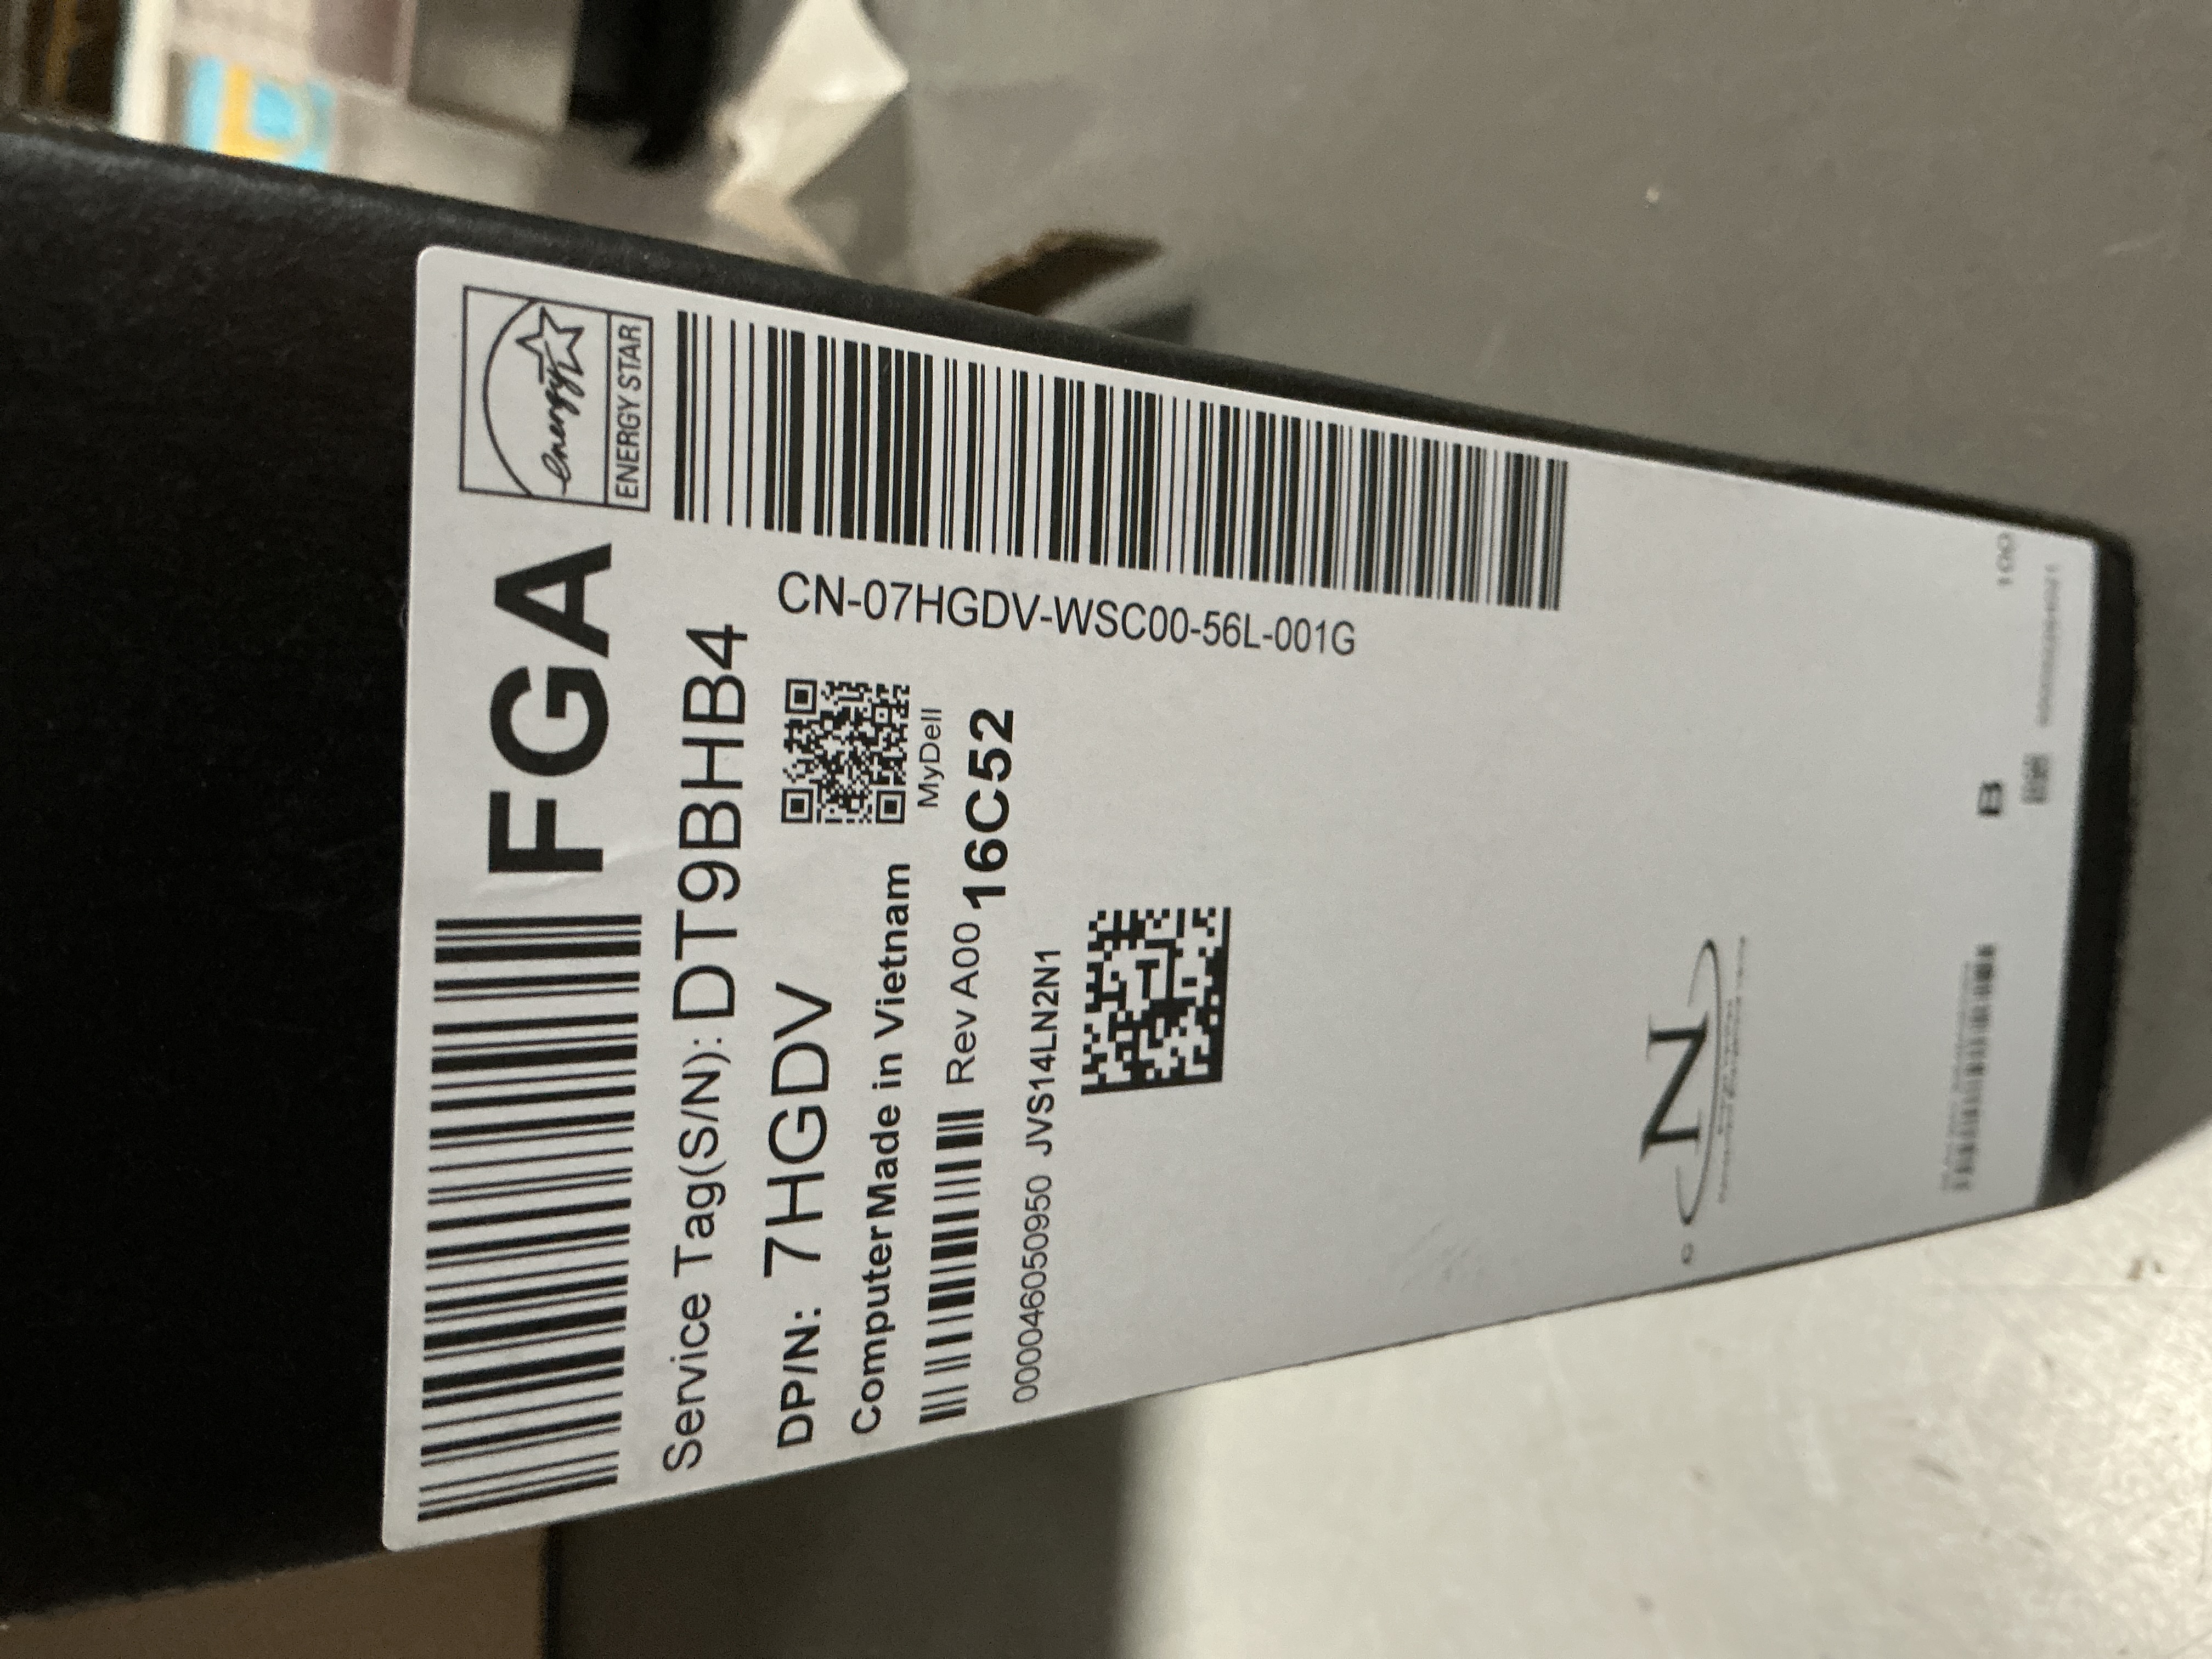 FGA
energy
ENERGY STAR
Service Tag(S/N): DT9BHB4
DP/N: 7HGDV
CN-07HGDV-WSC00-56L-001G
Computer Made in Vietnam
MyDell
Rev A00 16C52
000046050950 JVS14LN2N1
N
B